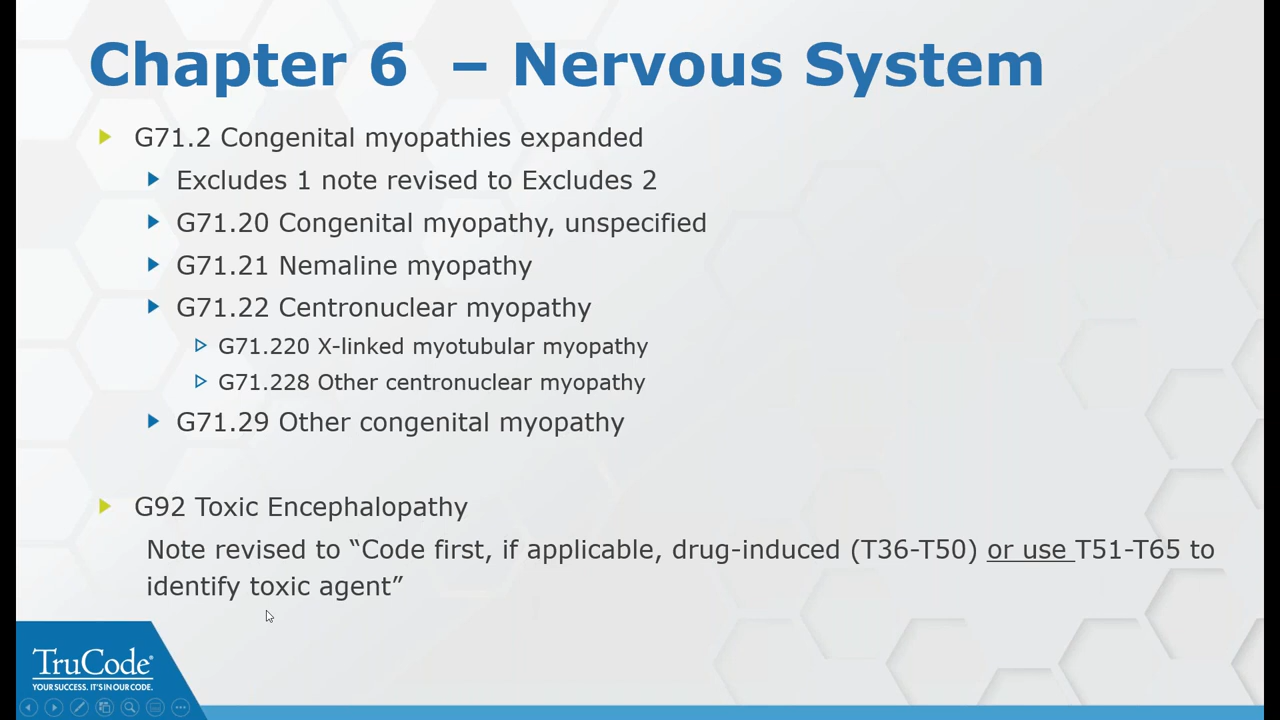 Chapter 6 – Nervous System
G71.2 Congenital myopathies expanded
Excludes 1 note revised to Excludes 2
G71.20 Congenital myopathy, unspecified
G71.21 Nemaline myopathy
G71.22 Centronuclear myopathy
G71.220 X-linked myotubular myopathy
G71.228 Other centronuclear myopathy
G71.29 Other congenital myopathy
G92 Toxic Encephalopathy
Note revised to “Code first, if applicable, drug-induced (T36-T50) or use T51-T65 to
identify toxic agent”
TruCode®
YOUR SUCCESS. IT'S IN OUR CODE.